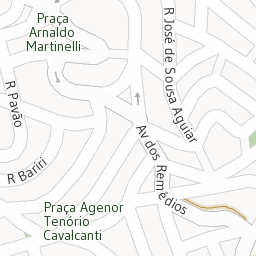 Praça
Arnaldo
Martinelli
R José de Sousa Aguiar
R Pavão
Av dos Remédios
R Bariri
Praça Agenor
Tenório
Cavalcanti